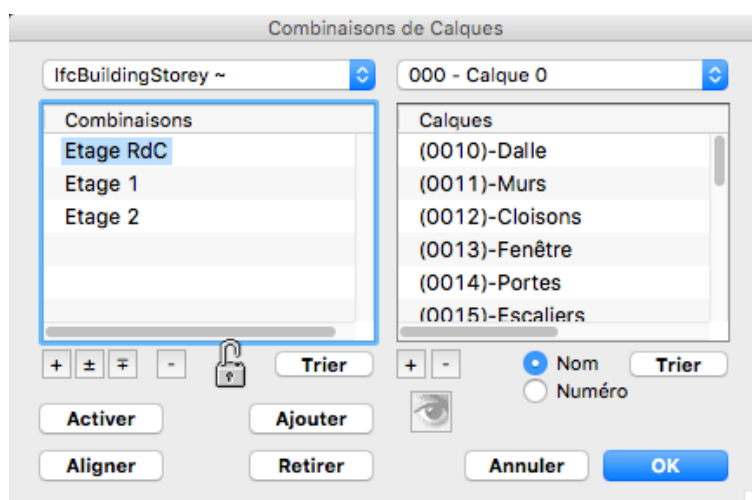 Combinaisons de Calques
IfcBuildingStorey ~
000 - Calque 0
Combinaisons
Etage RdC
Etage 1
Etage 2
Calques
(0010)-Dalle
(0011)-Murs
(0012)-Cloisons
(0013)-Fenêtre
(0014)-Portes
(0015)-Escaliers
+ ± ∓ - Trier
+ - Nom Trier
Numéro
Activer Ajouter
Aligner Retirer
Annuler OK